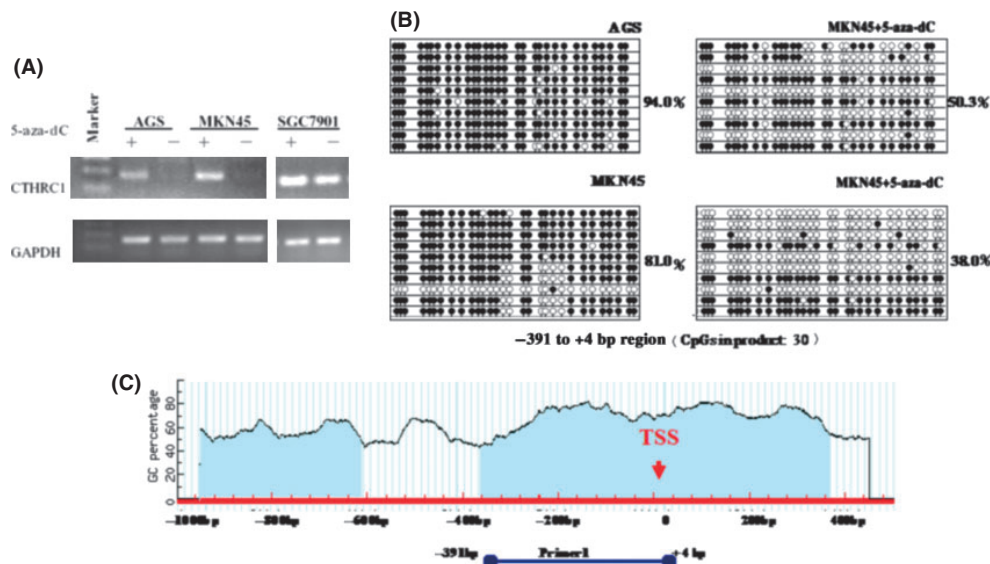 (A)
Marker
5-aza-dC
AGS
MKN45
SGC7901
+ − + − + −
CTHRC1
GAPDH
(B)
AGS
94.0%
MKN45+5-aza-dC
50.3%
MKN45
81.0%
MKN45+5-aza-dC
38.0%
−391 to +4 bp region (CpGs in product: 30)
(C)
GC percentage
0 20 40 60 80
TSS
−1000bp −800bp −600bp −400bp −200bp 0 200bp 400bp
−391bp Primer1 +4 bp